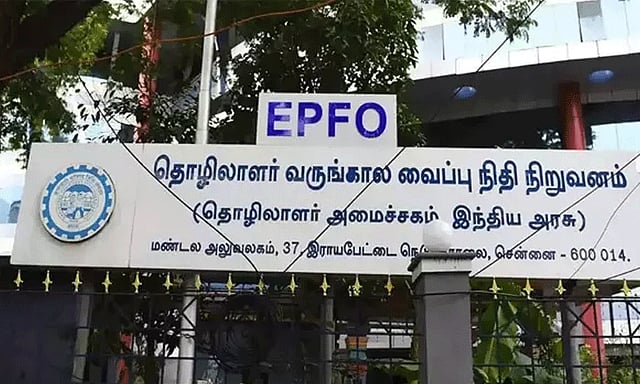 EPFO
தொழிலாளர் வருங்கால வைப்பு நிதி நிறுவனம்
(தொழிலாளர் அமைச்சகம், இந்திய அரசு)
மண்டல அலுவலகம், 37, இராயபேட்டை நெடுஞ்சாலை, சென்னை - 600 014.